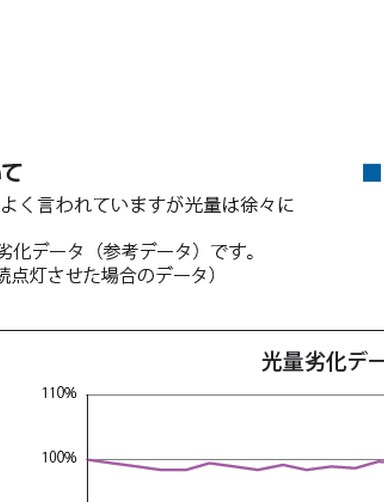 いて
よく言われていますが光量は徐々に
劣化データ（参考データ）です。
続点灯させた場合のデータ）
光量劣化デー
110%
100%